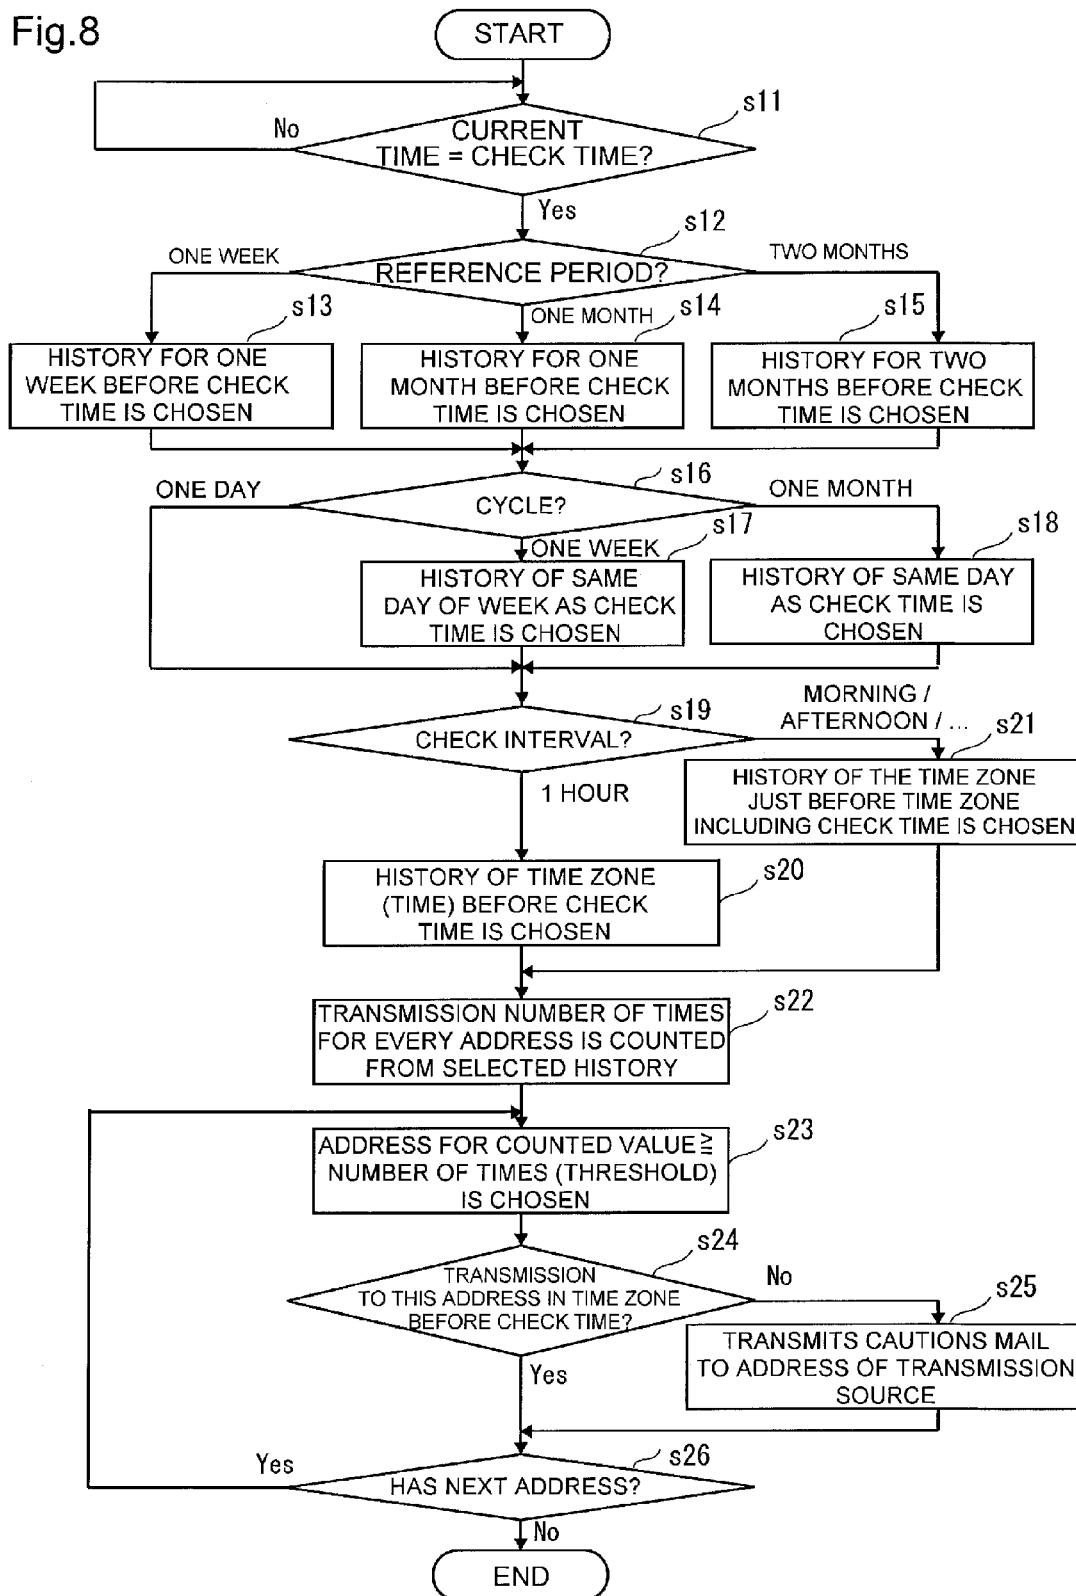 Fig.8
START
s11
No
CURRENT
TIME = CHECK TIME?
Yes
s12
ONE WEEK
TWO MONTHS
REFERENCE PERIOD?
s13
ONE MONTH
s14
s15
HISTORY FOR ONE
WEEK BEFORE CHECK
TIME IS CHOSEN
HISTORY FOR ONE
MONTH BEFORE CHECK
TIME IS CHOSEN
HISTORY FOR TWO
MONTHS BEFORE CHECK
TIME IS CHOSEN
s16
ONE DAY
ONE MONTH
CYCLE?
s17
s18
ONE WEEK
HISTORY OF SAME
DAY OF WEEK AS CHECK
TIME IS CHOSEN
HISTORY OF SAME DAY
AS CHECK TIME IS
CHOSEN
s19
MORNING /
AFTERNOON / ...
CHECK INTERVAL?
s21
1 HOUR
HISTORY OF THE TIME ZONE
JUST BEFORE TIME ZONE
INCLUDING CHECK TIME IS CHOSEN
s20
HISTORY OF TIME ZONE
(TIME) BEFORE CHECK
TIME IS CHOSEN
s22
TRANSMISSION NUMBER OF TIMES
FOR EVERY ADDRESS IS COUNTED
FROM SELECTED HISTORY
s23
ADDRESS FOR COUNTED VALUE≧
NUMBER OF TIMES (THRESHOLD)
IS CHOSEN
s24
TRANSMISSION
TO THIS ADDRESS IN TIME ZONE
BEFORE CHECK TIME?
No
s25
Yes
TRANSMITS CAUTIONS MAIL
TO ADDRESS OF TRANSMISSION
SOURCE
s26
Yes
HAS NEXT ADDRESS?
No
END